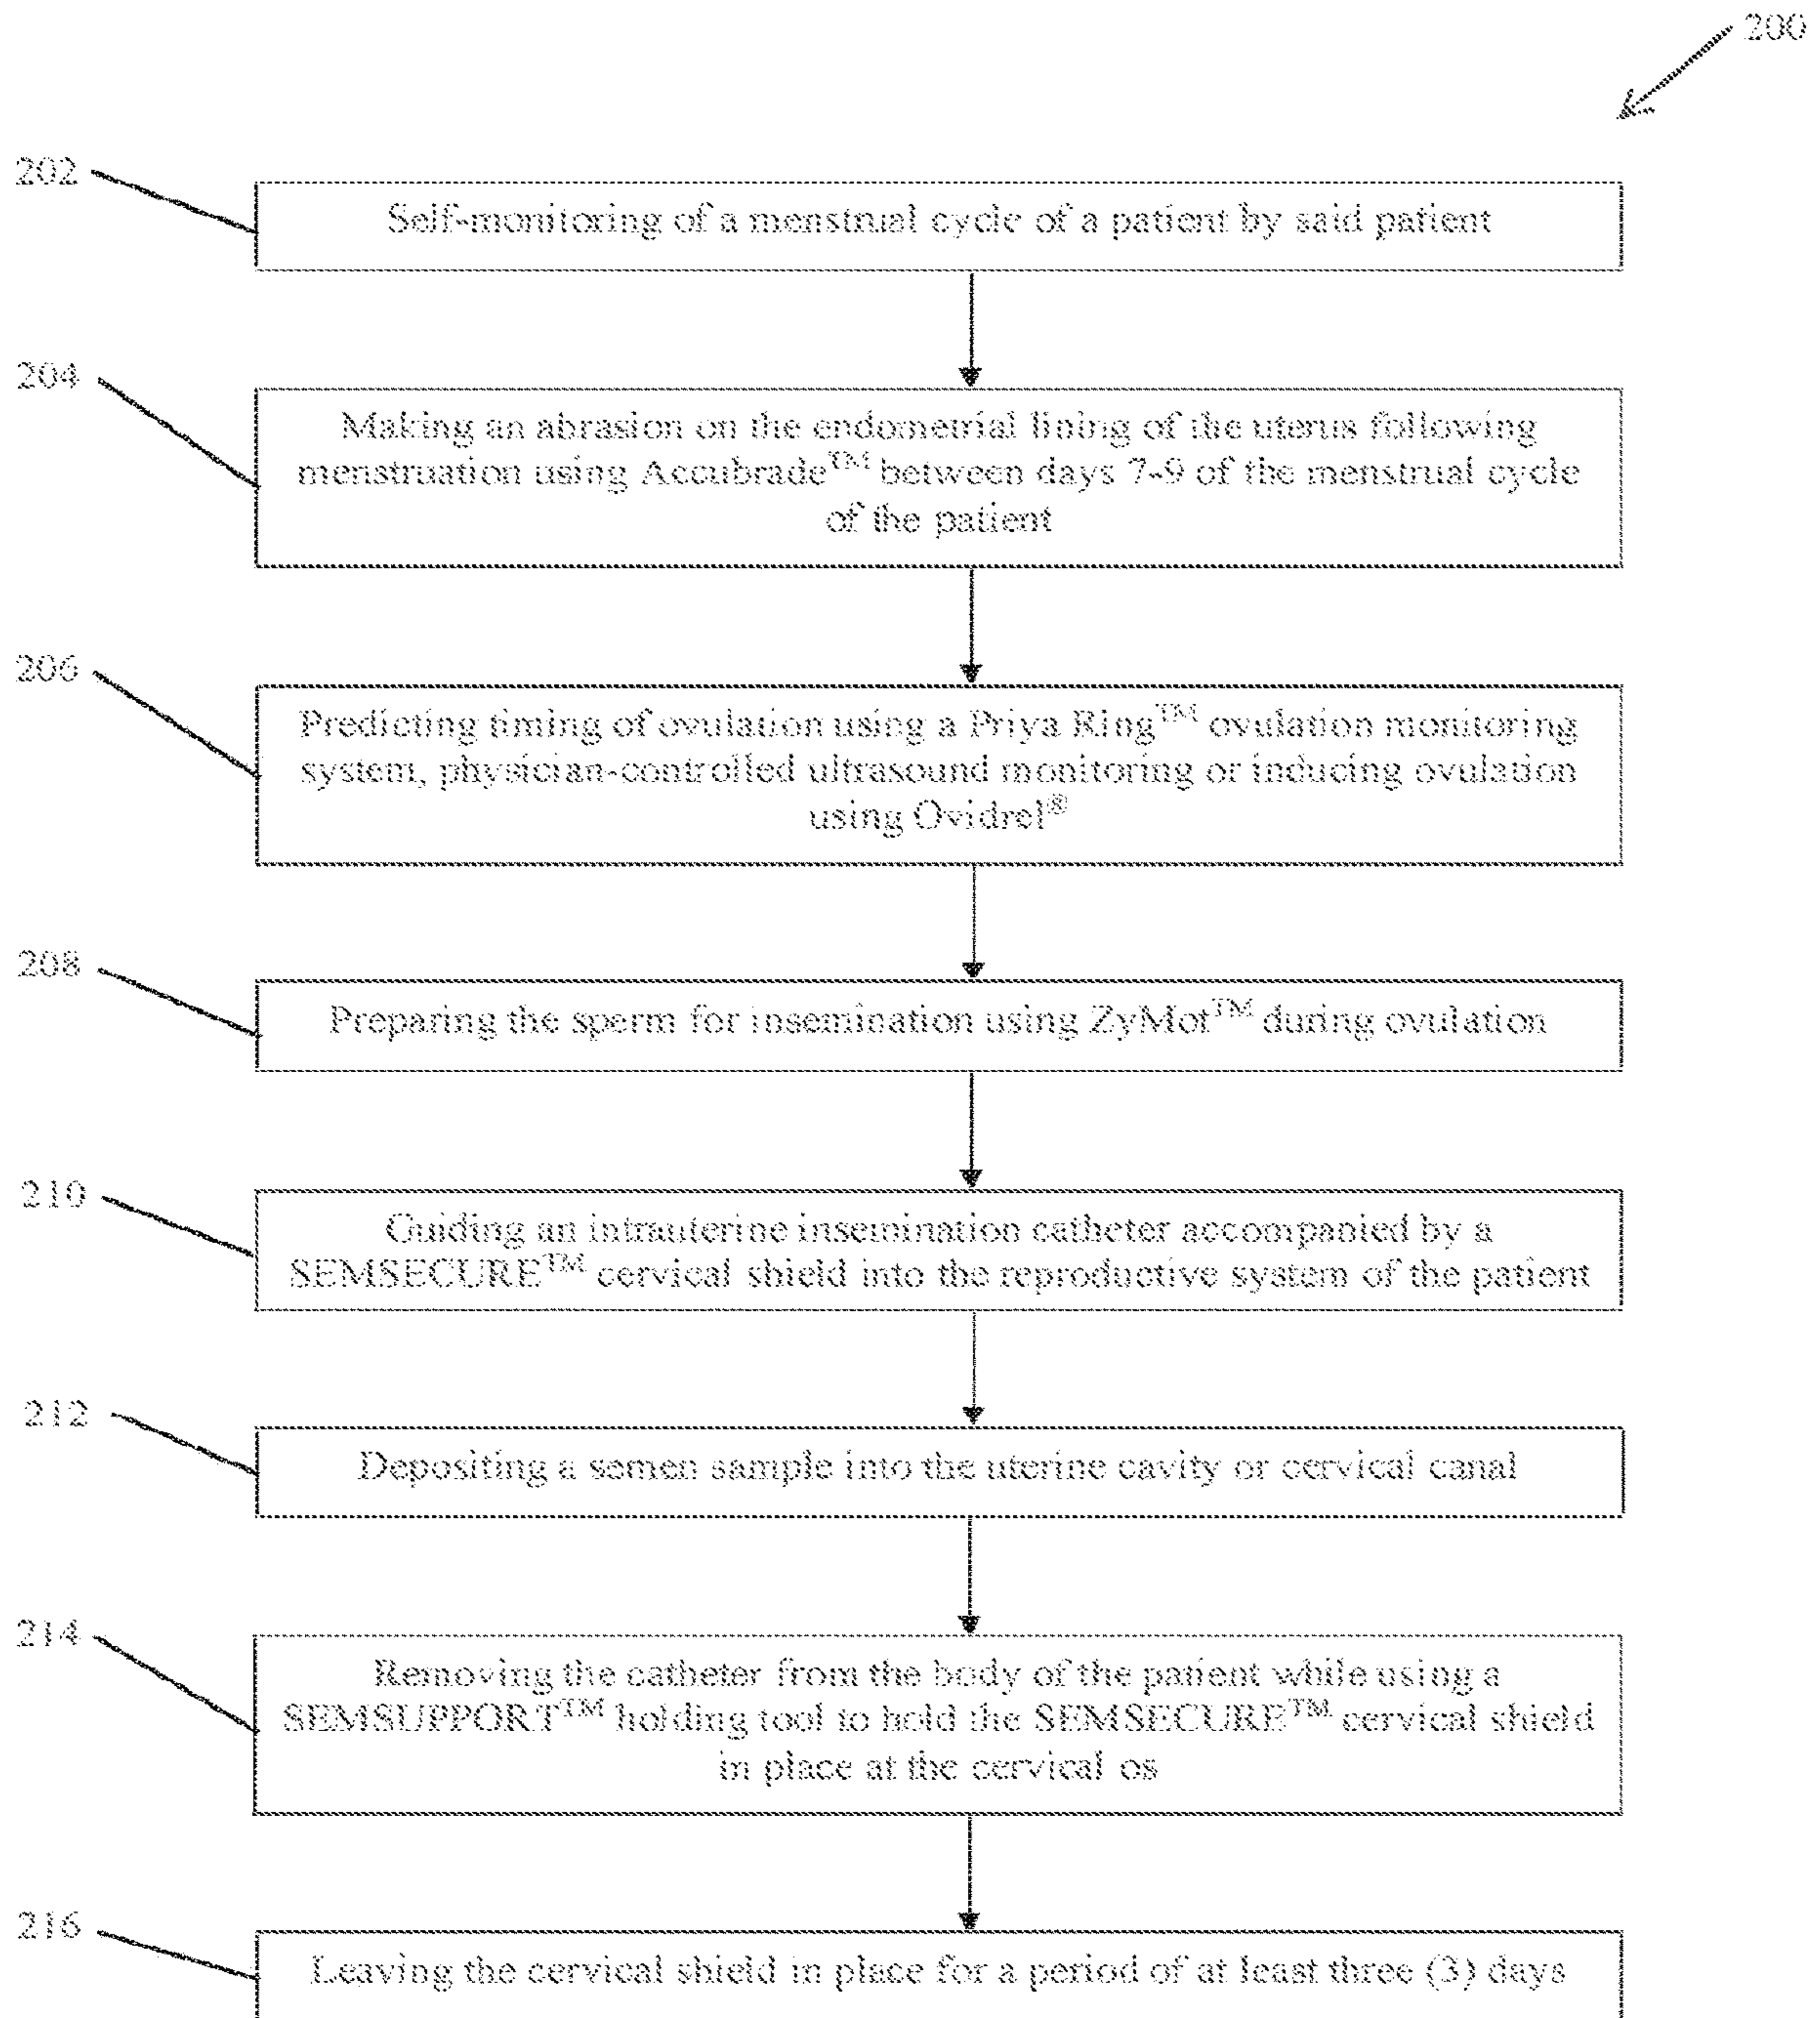 200
202
Self-monitoring of a menstrual cycle of a patient by said patient
204
Making an abrasion on the endometrial lining of the uterus following
menstruation using Accubrade™ between days 7-9 of the menstrual cycle
of the patient
206
Predicting timing of ovulation using a Priya Ring™ ovulation monitoring
system, physician-controlled ultrasound monitoring or inducing ovulation
using Ovidrel®
208
Preparing the sperm for insemination using ZyMot™ during ovulation
210
Guiding an intrauterine insemination catheter accompanied by a
SEMSECURE™ cervical shield into the reproductive system of the patient
212
Depositing a semen sample into the uterine cavity or cervical canal
214
Removing the catheter from the body of the patient while using a
SEMSUPPORT™ holding tool to hold the SEMSECURE™ cervical shield
in place at the cervical os
216
Leaving the cervical shield in place for a period of at least three (3) days